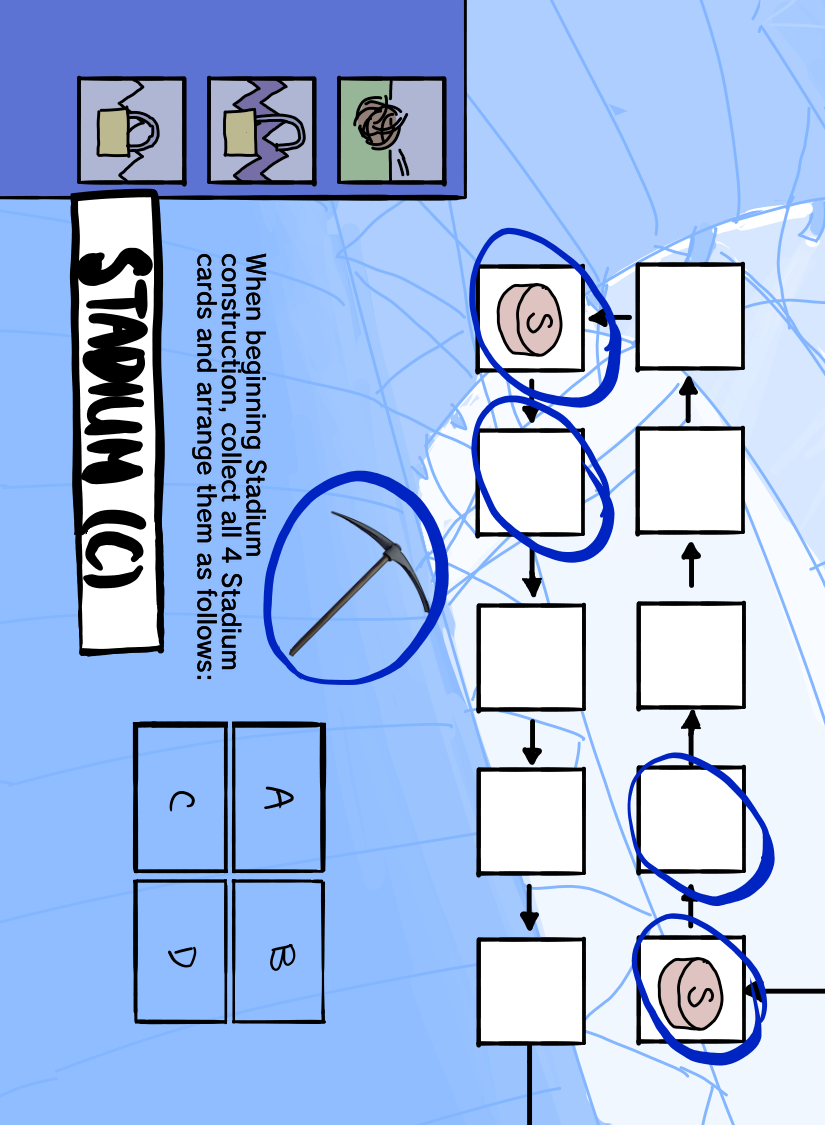 S
S
When beginning Stadium
construction, collect all 4 Stadium
cards and arrange them as follows:
A
B
C
D
STADIUM (C)